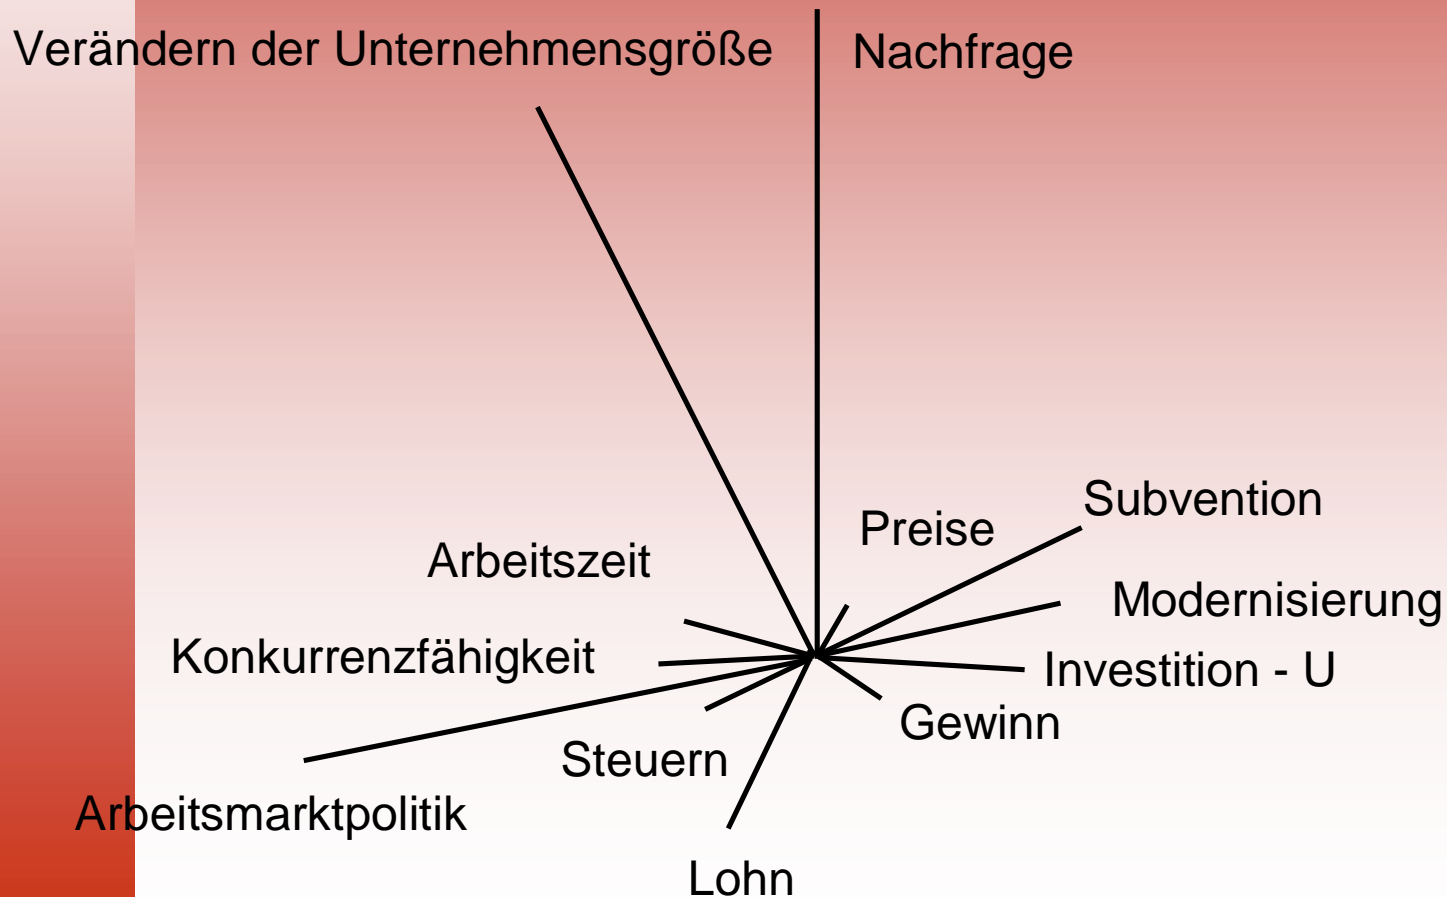 Verändern der Unternehmensgröße
Nachfrage
Subvention
Preise
Arbeitszeit
Modernisierung
Konkurrenzfähigkeit
Investition - U
Gewinn
Steuern
Arbeitsmarktpolitik
Lohn